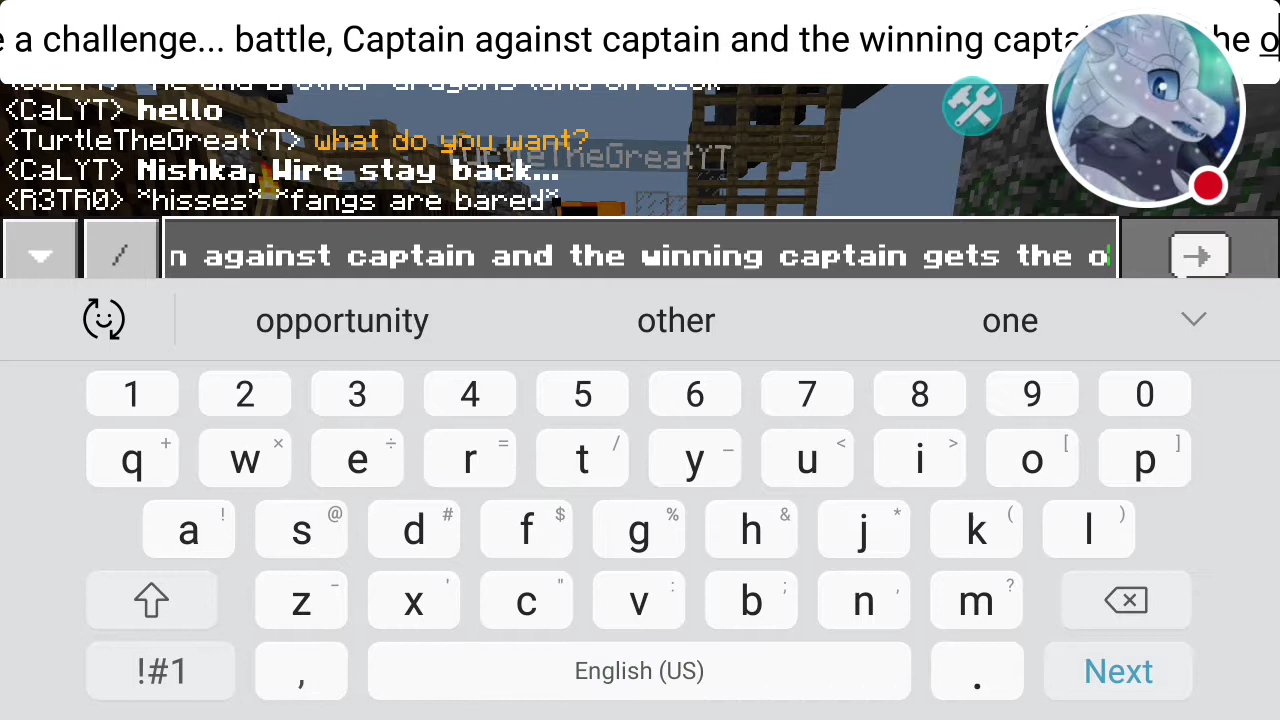 a challenge... battle, Captain against captain and the winning
<CaLYT> hello
<TurtleTheGreatYT> what do you want?
TurtleTheGreatYT
<CaLYT> Nishka, Wire stay back...
<R3TR0> *hisses* *fangs are bared*
/
n against captain and the winning captain gets the o
opportunity other one
1 2 3 4 5 6 7 8 9 0
+ × ÷ = / _ < > [ ]
q w e r t y u i o p
! @ # $ % & * ( )
a s d f g h j k l
- ' " : ; , ?
z x c v b n m
!#1 , English (US) . Next